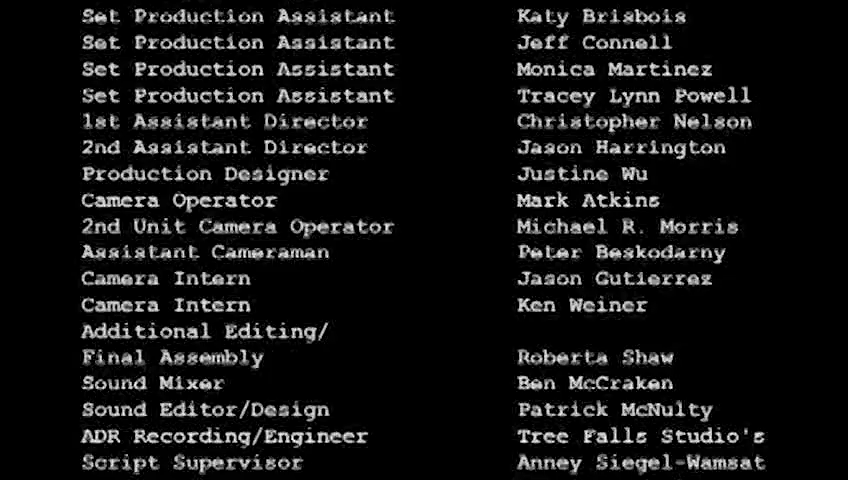 Set Production Assistant Katy Brisbois
Set Production Assistant Jeff Connell
Set Production Assistant Monica Martinez
Set Production Assistant Tracey Lynn Powell
1st Assistant Director Christopher Nelson
2nd Assistant Director Jason Harrington
Production Designer Justine Wu
Camera Operator Mark Atkins
2nd Unit Camera Operator Michael R. Morris
Assistant Cameraman Peter Beskodarny
Camera Intern Jason Gutierrez
Camera Intern Ken Weiner
Additional Editing/
Final Assembly Roberta Shaw
Sound Mixer Ben McCraken
Sound Editor/Design Patrick McNulty
ADR Recording/Engineer Tree Falls Studio's
Script Supervisor Anney Siegel-Wamsat